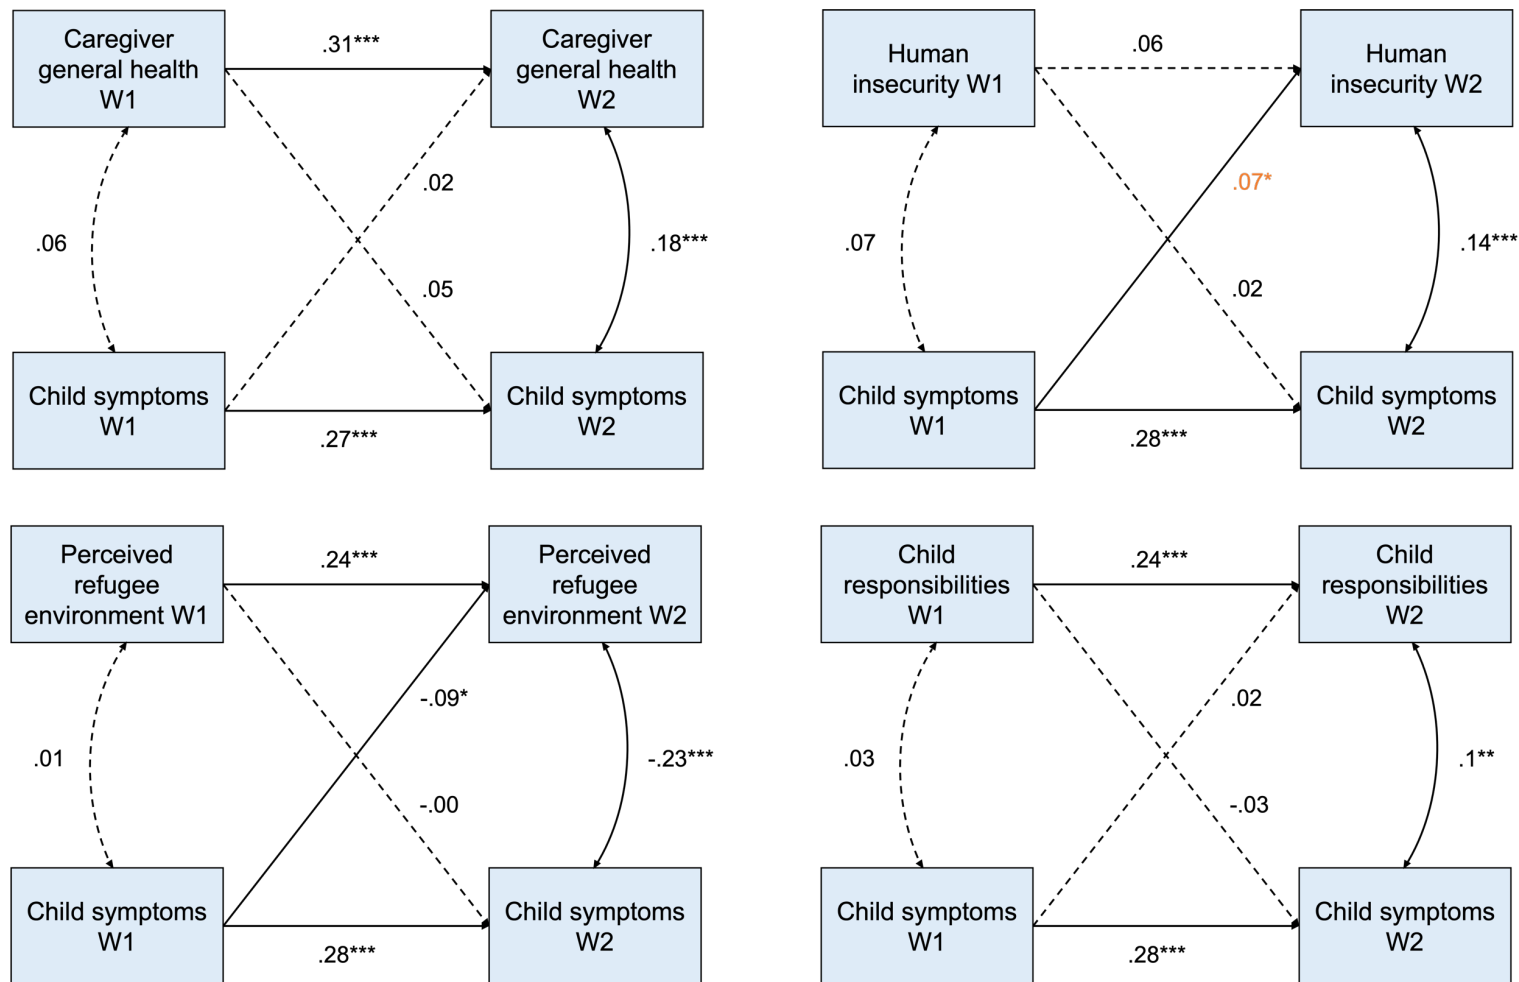 Caregiver
general health
W1
.31***
Caregiver
general health
W2
.06
.02
.05
.18***
Child symptoms
W1
.27***
Child symptoms
W2
Human
insecurity W1
.06
Human
insecurity W2
.07
.07*
.02
.14***
Child symptoms
W1
.28***
Child symptoms
W2
Perceived
refugee
environment W1
.24***
Perceived
refugee
environment W2
.01
-.09*
-.00
-.23***
Child symptoms
W1
.28***
Child symptoms
W2
Child
responsibilities
W1
.24***
Child
responsibilities
W2
.03
.02
-.03
.1**
Child symptoms
W1
.28***
Child symptoms
W2